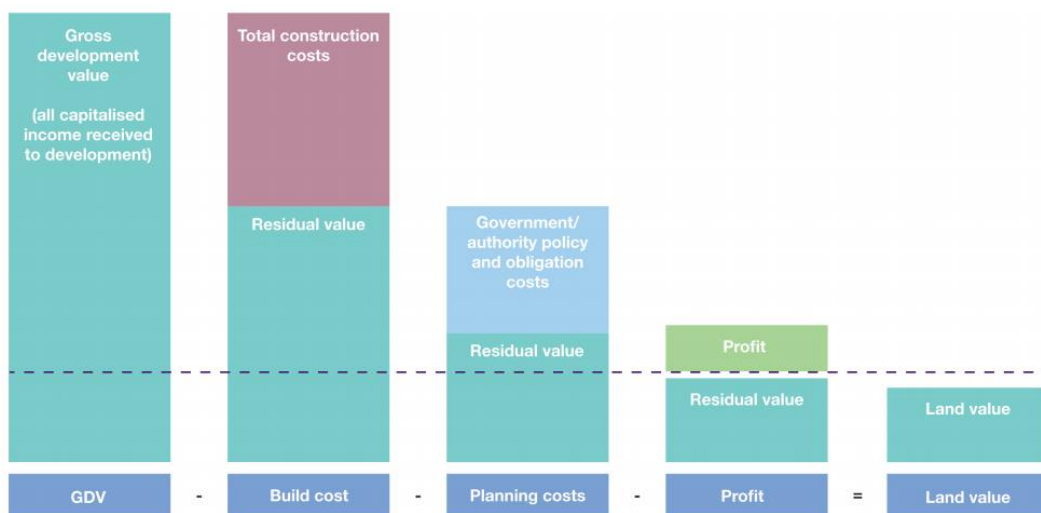 Gross
development
value
(all capitalised
income received
to development)
Total construction
costs
Residual value
Government/
authority policy
and obligation
costs
Residual value
Profit
Residual value
Land value
GDV - Build cost - Planning costs - Profit = Land value